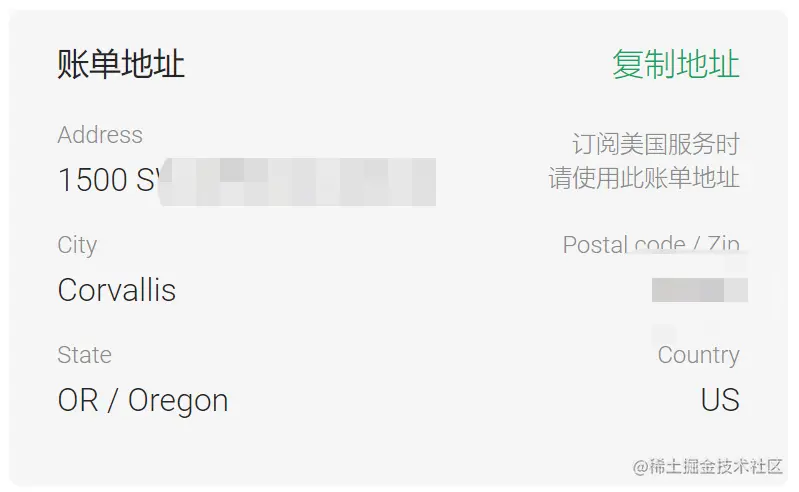 账单地址
复制地址
Address
订阅美国服务时
1500 S
请使用此账单地址
City
Postal code / Zip
Corvallis
State
Country
OR / Oregon
US
@稀土掘金技术社区